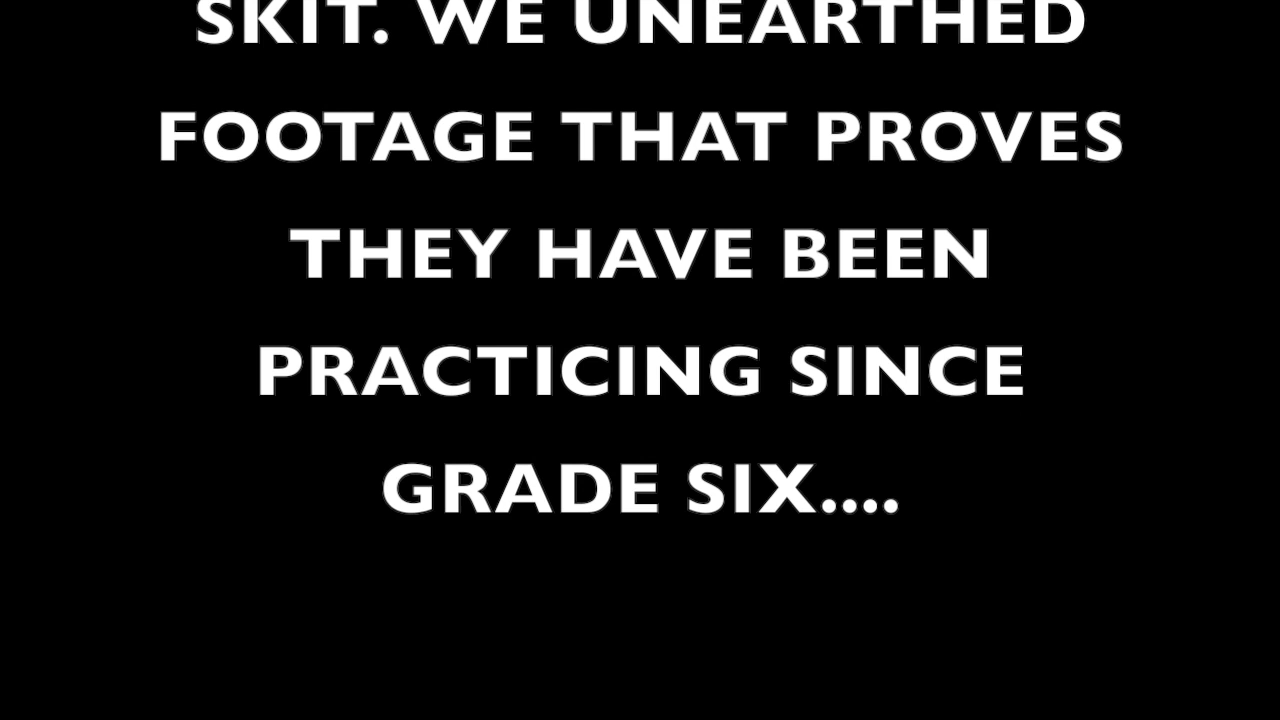 SKIT. WE UNEARTHED
FOOTAGE THAT PROVES
THEY HAVE BEEN
PRACTICING SINCE
GRADE SIX....